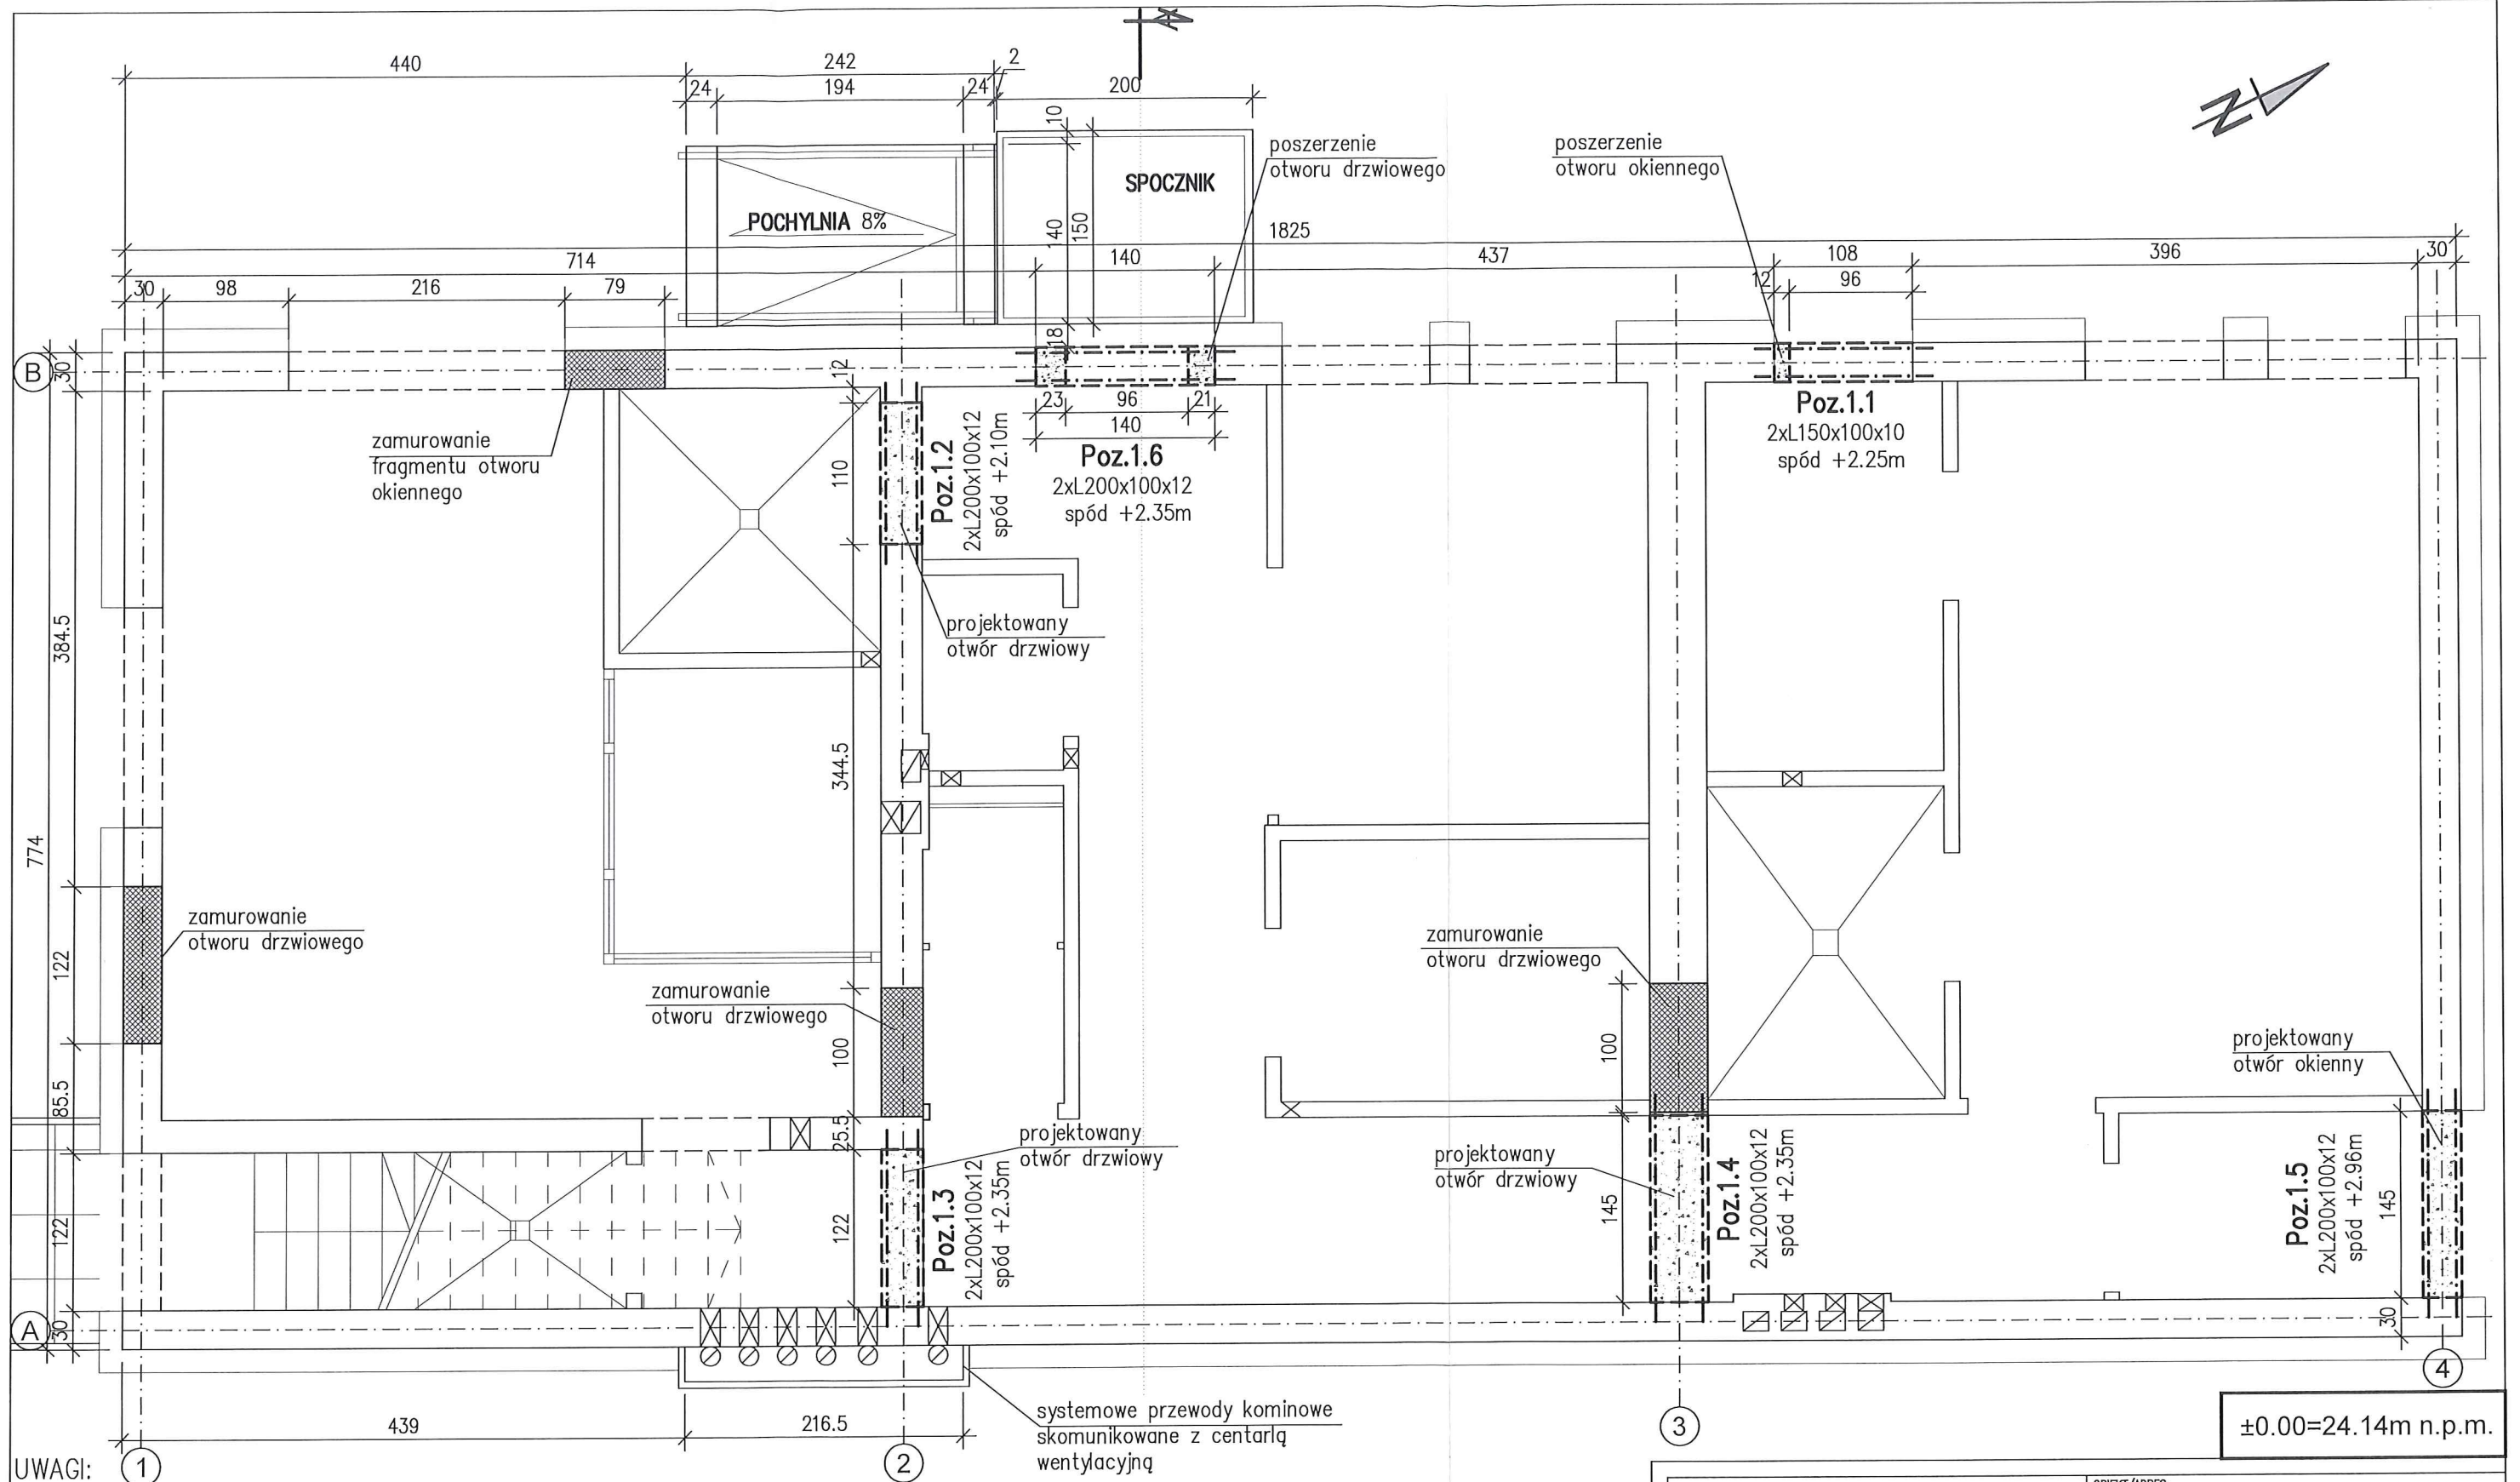 440
242
2
24
194
24
200
10
N
poszerzenie
otworu drzwiowego
poszerzenie
otworu okiennego
SPOCZNIK
POCHYLNIA 8%
140
150
1825
714
140
437
108
396
30
30
98
216
79
12
96
18
B
30
12
23
96
21
140
Poz.1.6
2xL200x100x12
spód +2.35m
Poz.1.1
2xL150x100x10
spód +2.25m
zamurowanie
fragmentu otworu
okiennego
110
Poz.1.2
2xL200x100x12
spód +2.10m
projektowany
otwór drzwiowy
384.5
344.5
774
zamurowanie
otworu drzwiowego
122
zamurowanie
otworu drzwiowego
100
zamurowanie
otworu drzwiowego
100
projektowany
otwór okienny
85.5
25.5
projektowany
otwór drzwiowy
projektowany
otwór drzwiowy
122
122
Poz.1.3
2xL200x100x12
spód +2.35m
145
Poz.1.4
2xL200x100x12
spód +2.35m
Poz.1.5
2xL200x100x12
spód +2.96m
145
A
30
30
4
439
216.5
systemowe przewody kominowe
skomunikowane z centarlą
wentylacyjną
3
±0.00=24.14m n.p.m.
UWAGI:
1
2